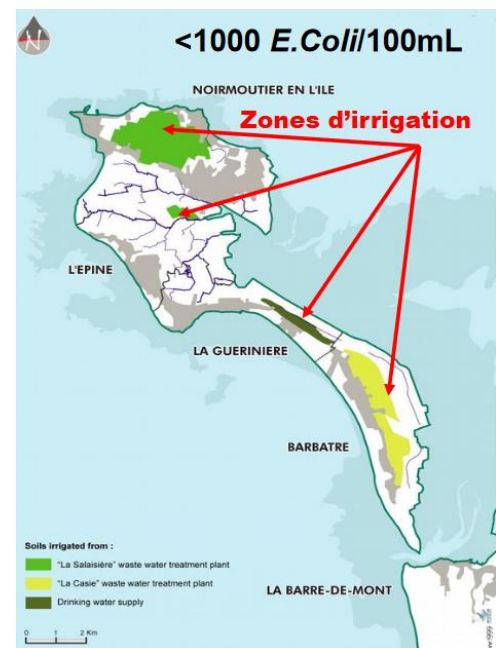 <1000 E.Coli/100mL
N
NOIRMOUTIER EN L'ILE
Zones d'irrigation
L'EPINE
LA GUERINIERE
BARBATRE
Soils irrigated from :
"La Salaisière" waste water treatment plant
"La Casie" waste water treatment plant
Drinking water supply
LA BARRE-DE-MONT
0 1 2 Km